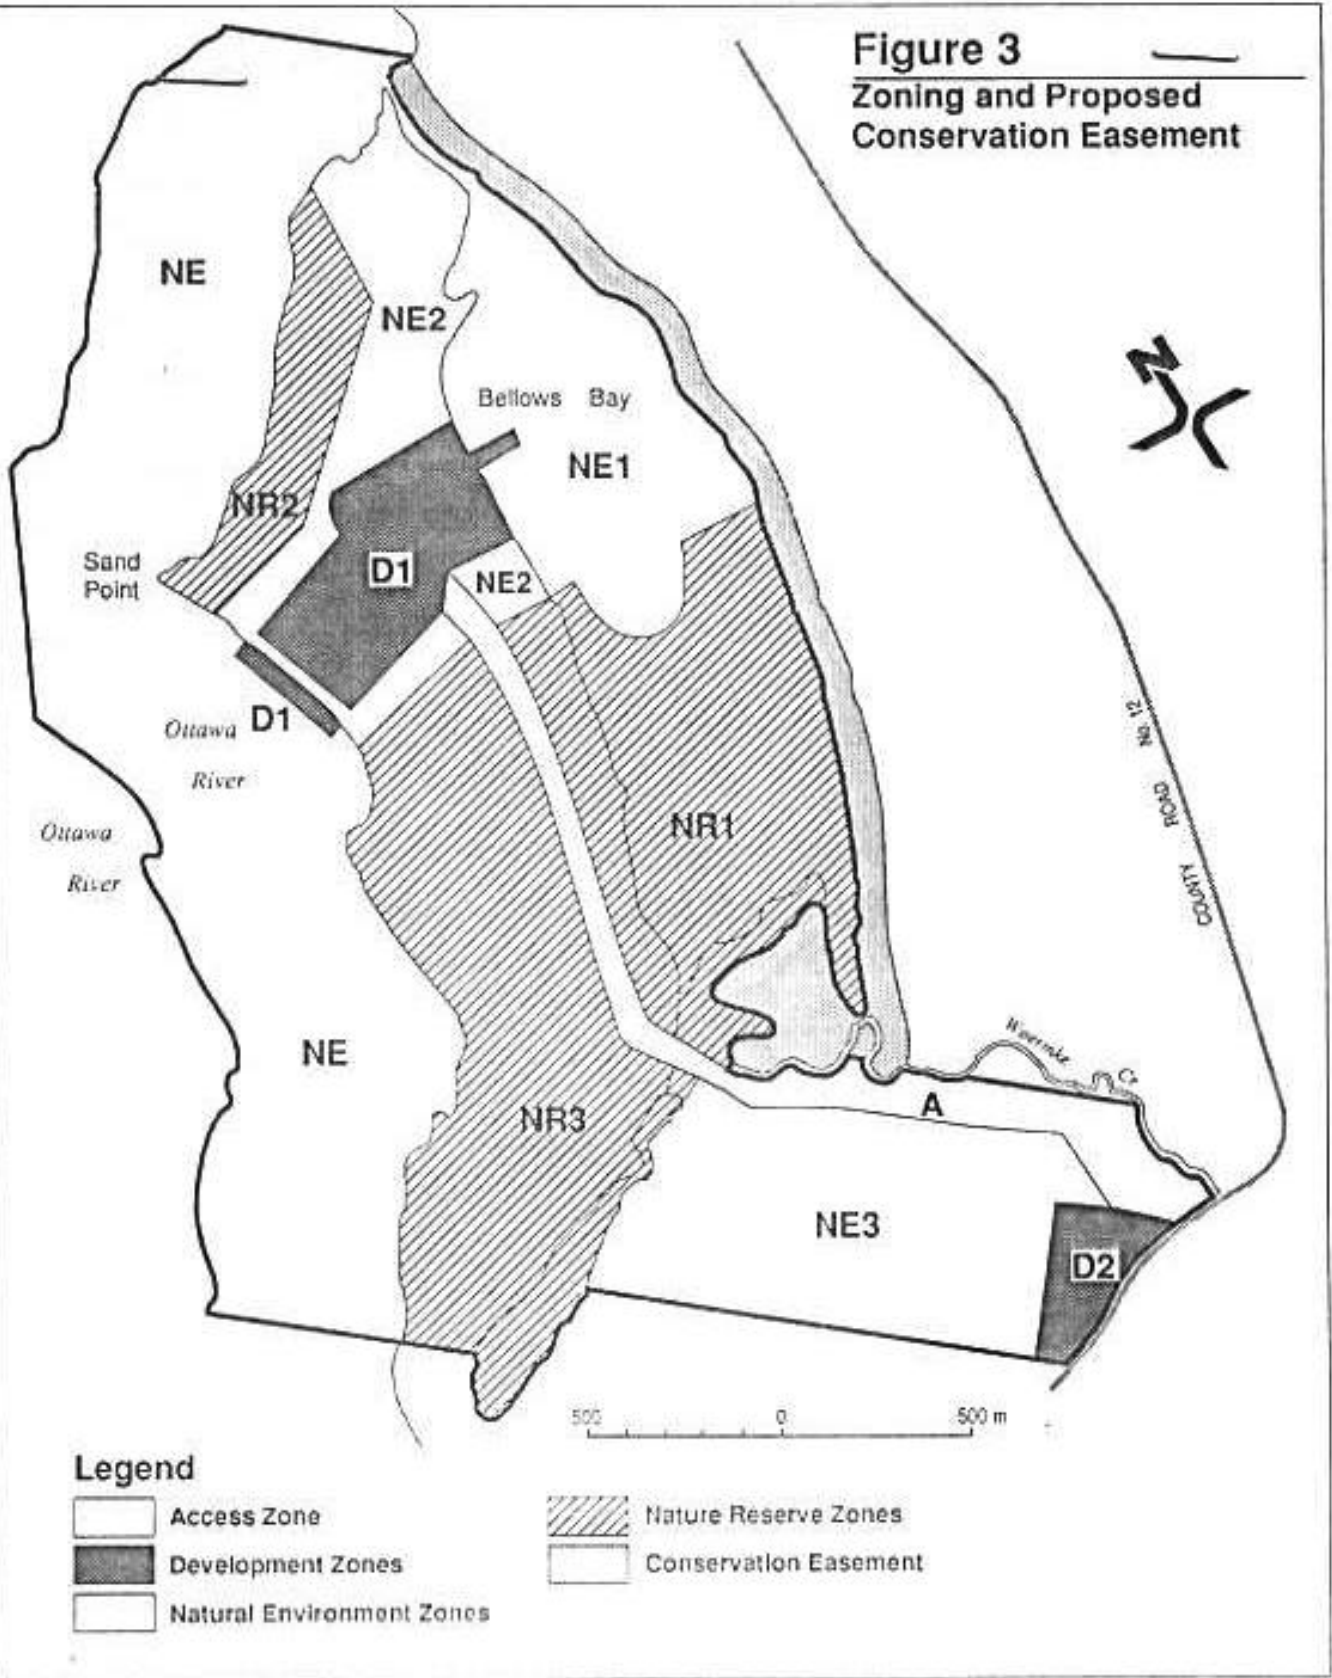 Figure 3
Zoning and Proposed
Conservation Easement
N
NE
NE2
Bellows Bay
NE1
NR2
Sand
Point
D1
NE2
D1
Ottawa
River
Ottawa
River
NR1
COUNTY ROAD No. 12
NE
Cr
A
NR3
NE3
D2
500 0 500 m
Legend
Access Zone
Development Zones
Natural Environment Zones
Nature Reserve Zones
Conservation Easement